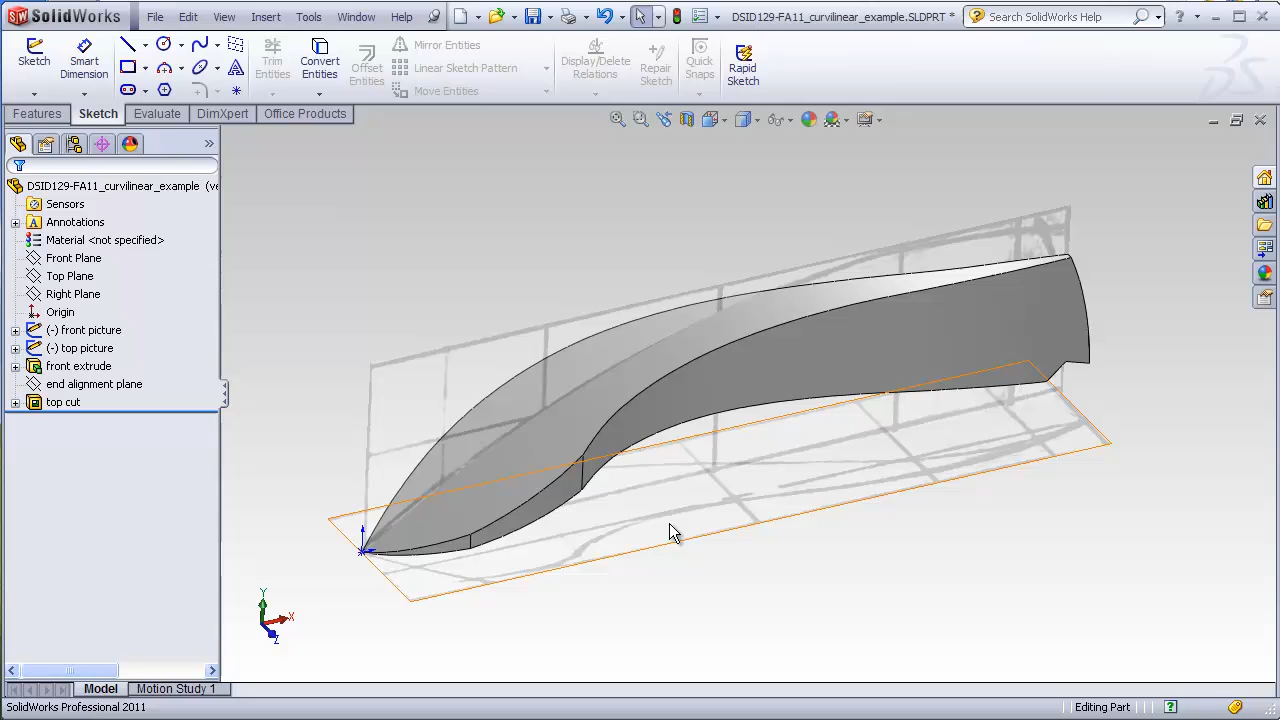 SolidWorks File Edit View Insert Tools Window Help DSID129-FA11_curvilinear_example.SLDPRT * Search SolidWorks Help
Sketch Smart Dimension Trim Entities Convert Entities Offset Entities Mirror Entities Linear Sketch Pattern Move Entities Display/Delete Relations Repair Sketch Quick Snaps Rapid Sketch
Features Sketch Evaluate DimXpert Office Products
DSID129-FA11_curvilinear_example (ve
Sensors
Annotations
Material <not specified>
Front Plane
Top Plane
Right Plane
Origin
(-) front picture
(-) top picture
front extrude
end alignment plane
top cut
Y
X
Z
Model Motion Study 1
SolidWorks Professional 2011 Editing Part